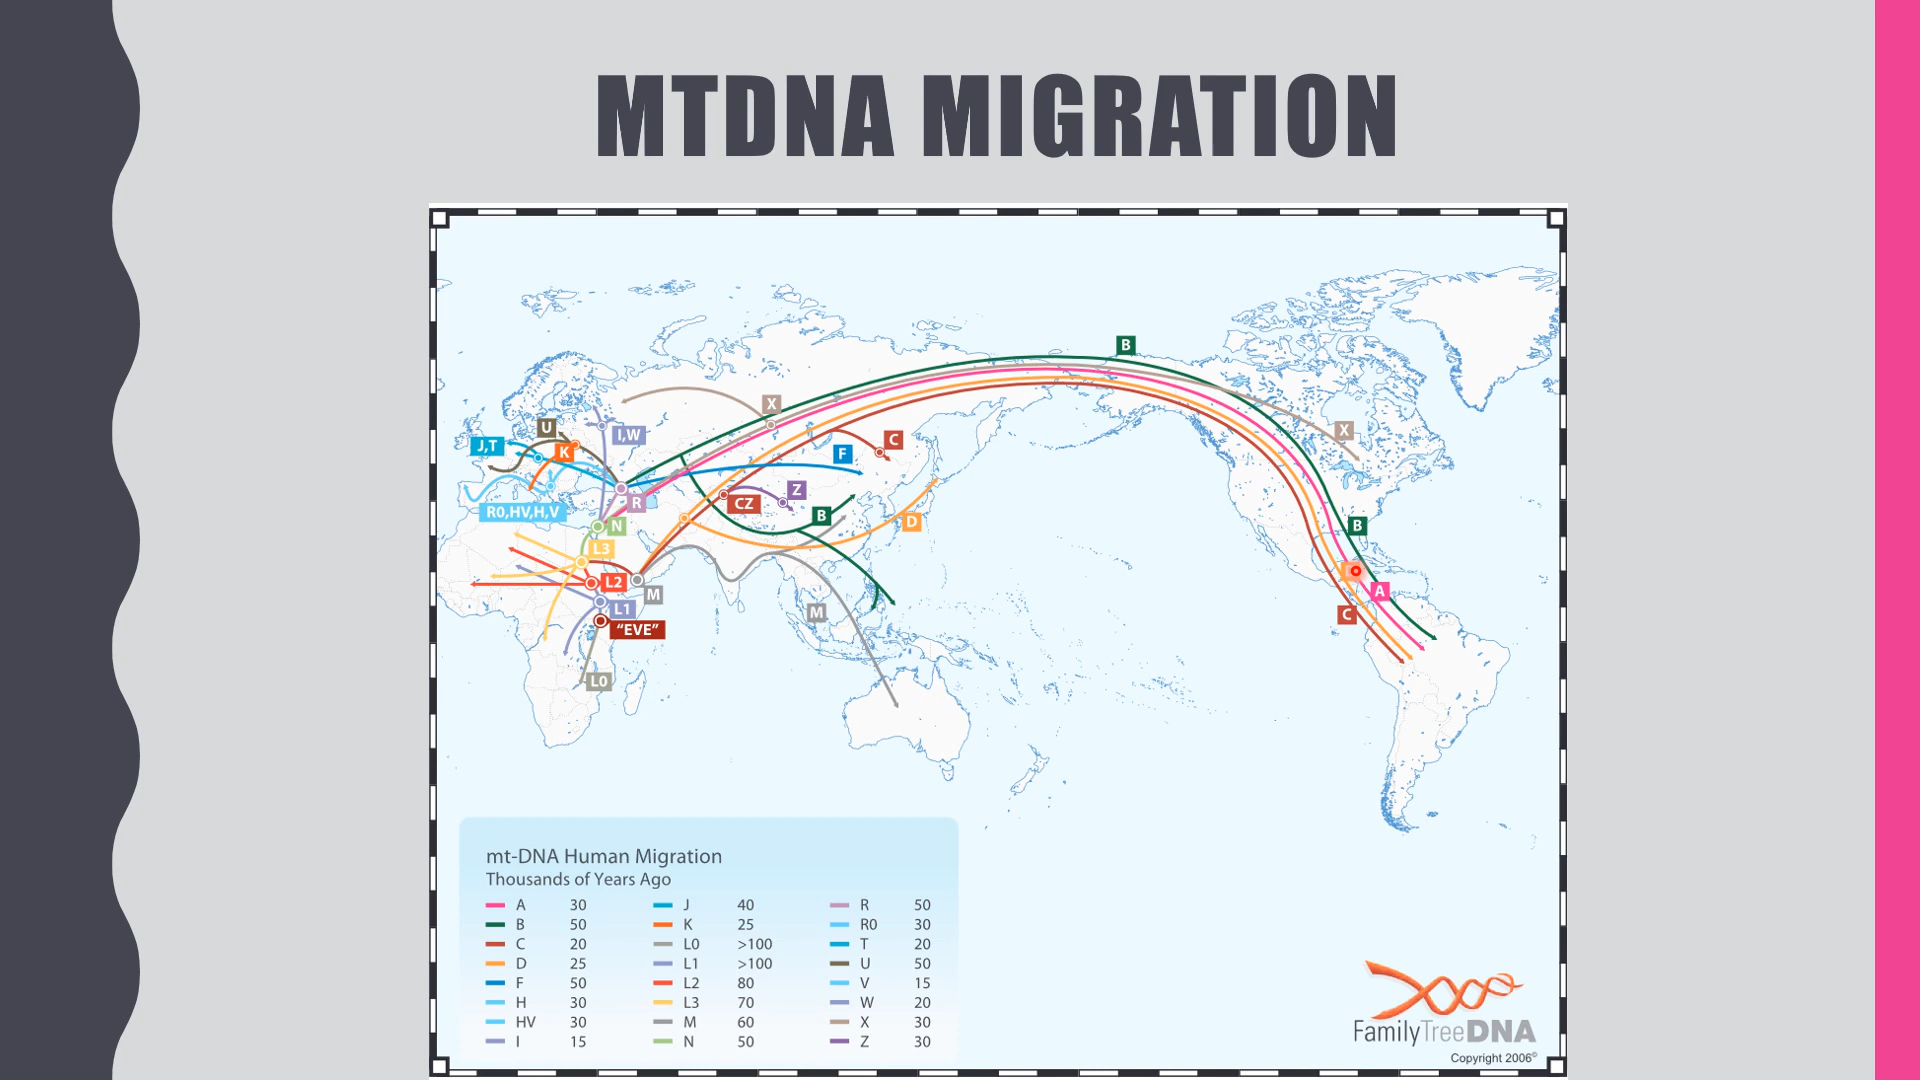 MTDNA MIGRATION
B
X
X
U
I,W
J,T
K
C
F
R
CZ
Z
B
D
B
R0,HV,H,V
N
L3
L2
M
A
L1
M
C
"EVE"
L0
mt-DNA Human Migration
Thousands of Years Ago
A 30 J 40 R 50
B 50 K 25 R0 30
C 20 L0 >100 T 20
D 25 L1 >100 U 50
F 50 L2 80 V 15
H 30 L3 70 W 20
HV 30 M 60 X 30
I 15 N 50 Z 30
FamilyTreeDNA
Copyright 2006©